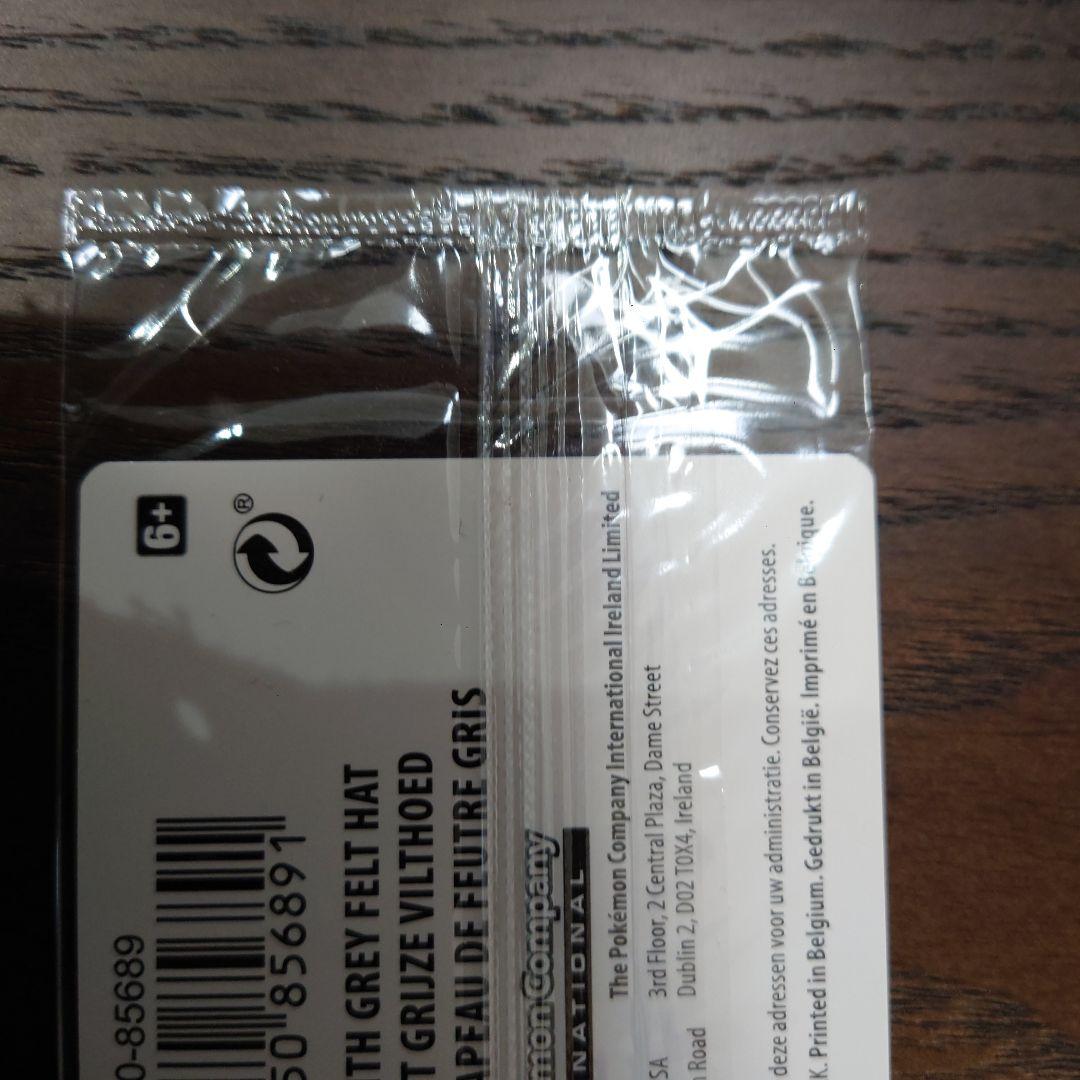 6+
®
0-85689
50 856891
TH GREY FELT HAT
T GRIJZE VILTHOED
APEAU DE FEUTRE GRIS
mon Company
NATIONAL
The Pokémon Company International Ireland Limited
3rd Floor, 2 Central Plaza, Dame Street
Dublin 2, D02 T0X4, Ireland
SA
Road
deze adressen voor uw administratie. Conservez ces adresses.
K. Printed in Belgium. Gedrukt in België. Imprimé en Belgique.